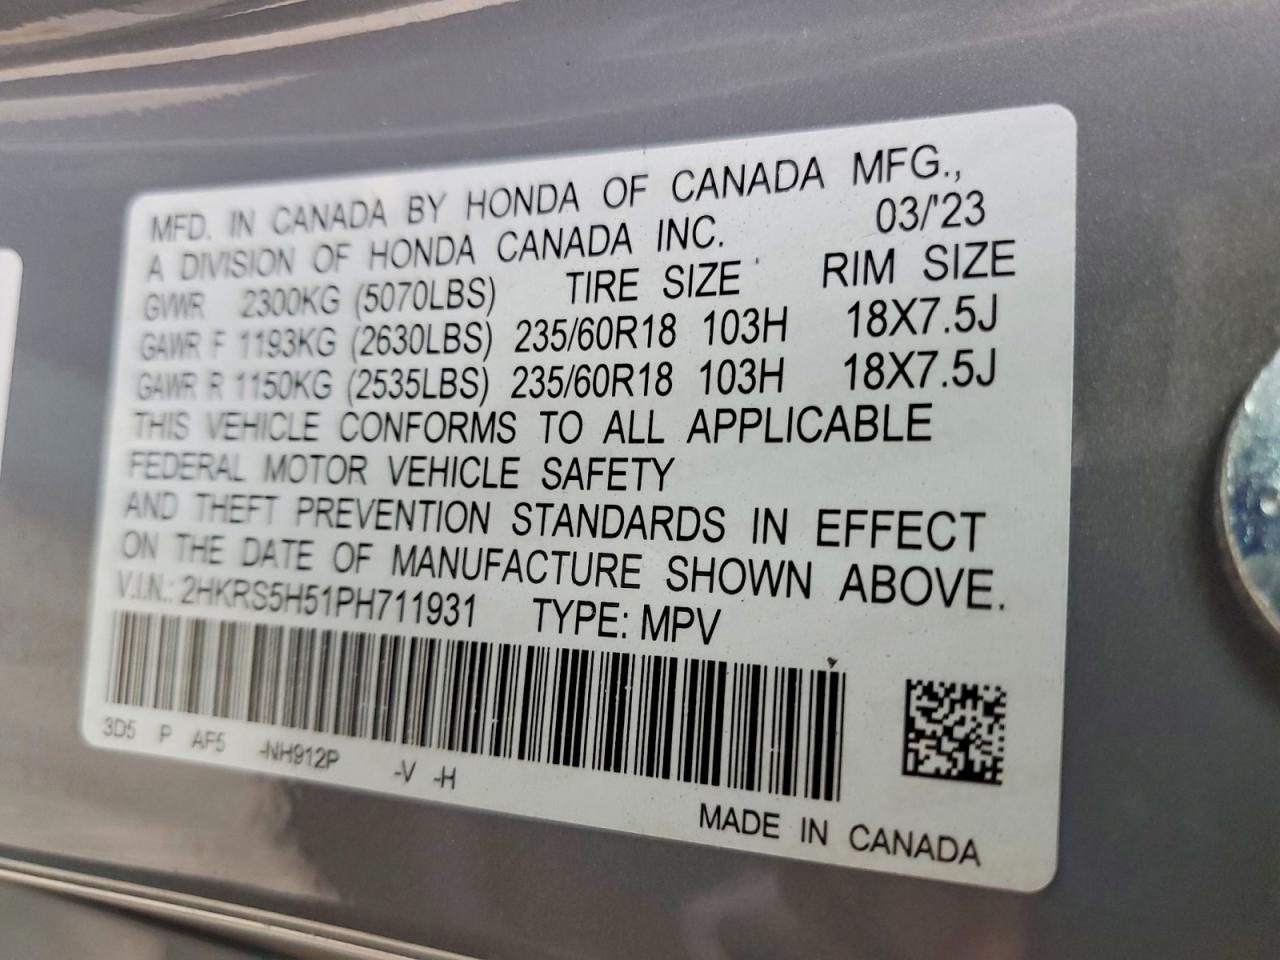 MFD. IN CANADA BY HONDA OF CANADA MFG.,
A DIVISION OF HONDA CANADA INC. 03/'23
GVWR 2300KG (5070LBS) TIRE SIZE RIM SIZE
GAWR F 1193KG (2630LBS) 235/60R18 103H 18X7.5J
GAWR R 1150KG (2535LBS) 235/60R18 103H 18X7.5J
THIS VEHICLE CONFORMS TO ALL APPLICABLE
FEDERAL MOTOR VEHICLE SAFETY
AND THEFT PREVENTION STANDARDS IN EFFECT
ON THE DATE OF MANUFACTURE SHOWN ABOVE.
V.I.N.: 2HKRS5H51PH711931 TYPE: MPV
3D5 P AF5 -NH912P -V -H
MADE IN CANADA